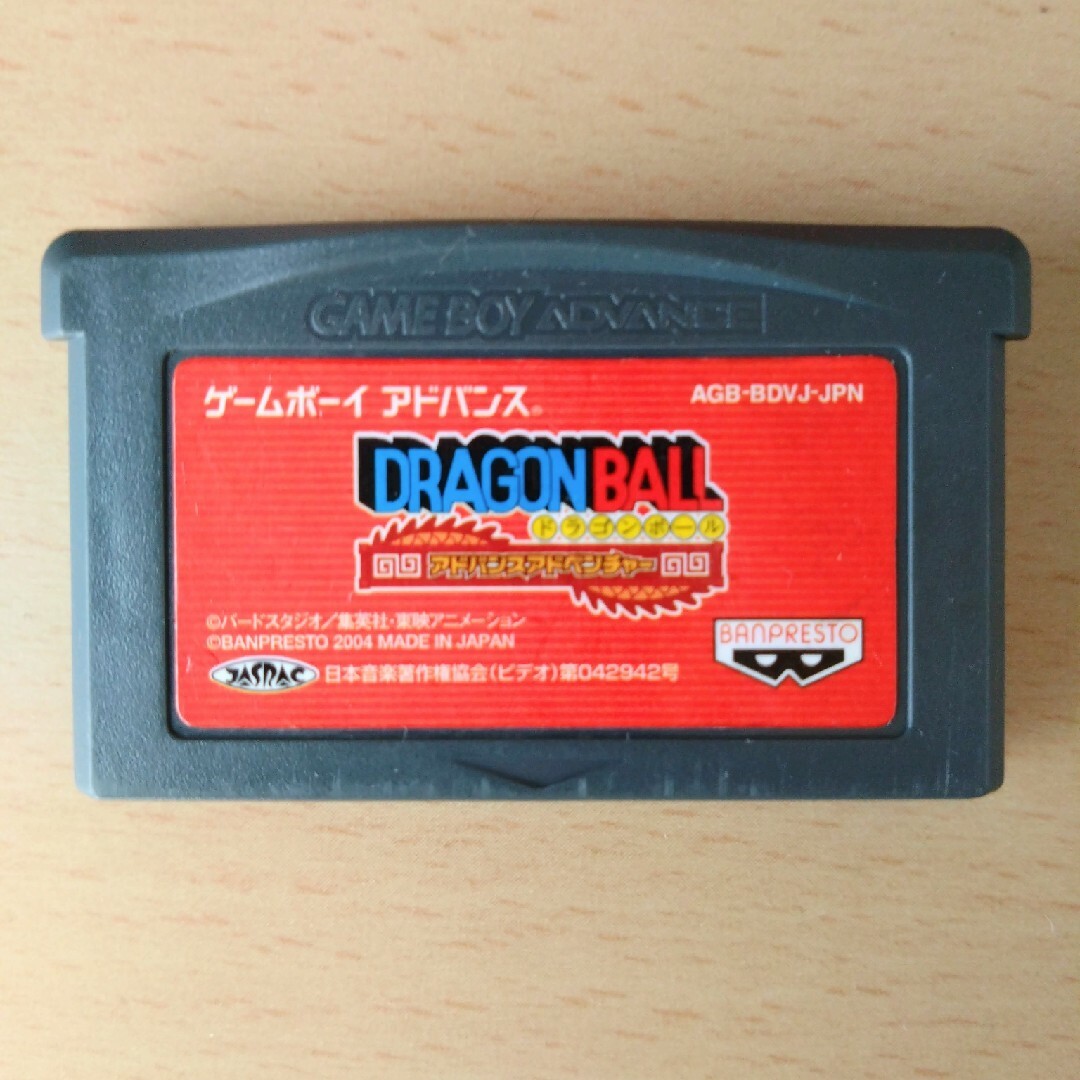 GAME BOY ADVANCE
ゲームボーイ アドバンス®
AGB-BDVJ-JPN
DRAGON BALL
ドラゴンボール
アドバンスアドベンチャー
©バードスタジオ/集英社・東映アニメーション
©BANPRESTO 2004 MADE IN JAPAN
BANPRESTO
JASRAC 日本音楽著作権協会(ビデオ)第042942号